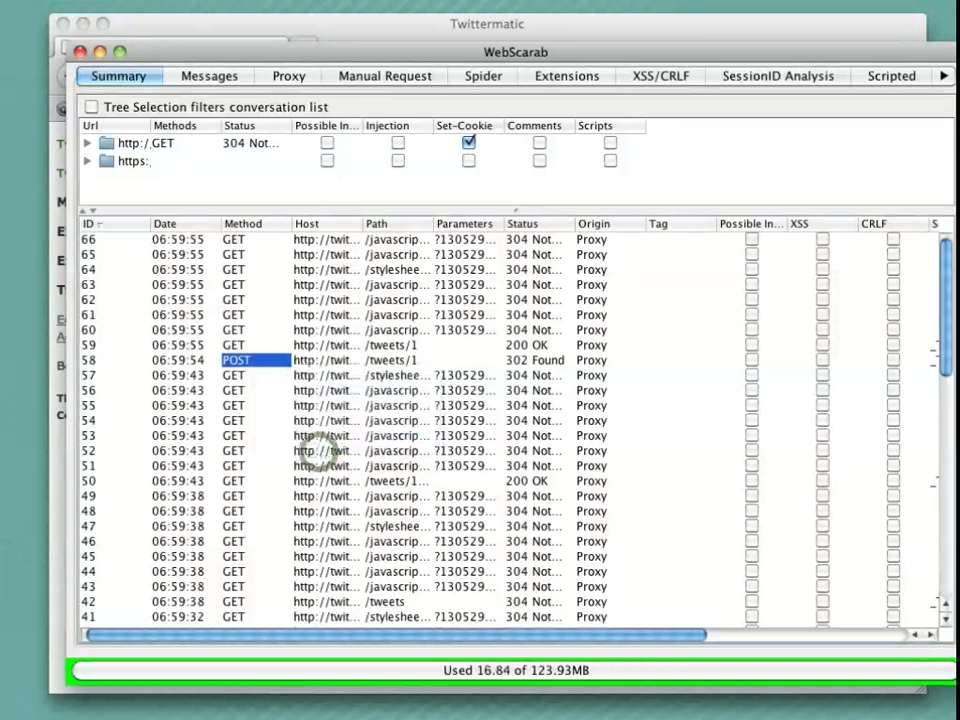 Twittermatic
WebScarab
Summary Messages Proxy Manual Request Spider Extensions XSS/CRLF SessionID Analysis Scripted
Tree Selection filters conversation list
Url Methods Status Possible In... Injection Set-Cookie Comments Scripts
http:/ GET 304 Not...
https:
ID Date Method Host Path Parameters Status Origin Tag Possible In... XSS CRLF S
66 06:59:55 GET http://twit... /javascrip... ?130529... 304 Not... Proxy
65 06:59:55 GET http://twit... /javascrip... ?130529... 304 Not... Proxy
64 06:59:55 GET http://twit... /styleshee... ?130529... 304 Not... Proxy
63 06:59:55 GET http://twit... /javascrip... ?130529... 304 Not... Proxy
62 06:59:55 GET http://twit... /javascrip... ?130529... 304 Not... Proxy
61 06:59:55 GET http://twit... /javascrip... ?130529... 304 Not... Proxy
60 06:59:55 GET http://twit... /javascrip... ?130529... 304 Not... Proxy
59 06:59:55 GET http://twit... /tweets/1 200 OK Proxy
58 06:59:54 POST http://twit... /tweets/1 302 Found Proxy
57 06:59:43 GET http://twit... /styleshee... ?130529... 304 Not... Proxy
56 06:59:43 GET http://twit... /javascrip... ?130529... 304 Not... Proxy
55 06:59:43 GET http://twit... /javascrip... ?130529... 304 Not... Proxy
54 06:59:43 GET http://twit... /javascrip... ?130529... 304 Not... Proxy
53 06:59:43 GET http://twit... /javascrip... ?130529... 304 Not... Proxy
52 06:59:43 GET http://twit... /javascrip... ?130529... 304 Not... Proxy
51 06:59:43 GET http://twit... /javascrip... ?130529... 304 Not... Proxy
50 06:59:43 GET http://twit... /tweets/1... 200 OK Proxy
49 06:59:38 GET http://twit... /javascrip... ?130529... 304 Not... Proxy
48 06:59:38 GET http://twit... /javascrip... ?130529... 304 Not... Proxy
47 06:59:38 GET http://twit... /styleshee... ?130529... 304 Not... Proxy
46 06:59:38 GET http://twit... /javascrip... ?130529... 304 Not... Proxy
45 06:59:38 GET http://twit... /javascrip... ?130529... 304 Not... Proxy
44 06:59:38 GET http://twit... /javascrip... ?130529... 304 Not... Proxy
43 06:59:38 GET http://twit... /javascrip... ?130529... 304 Not... Proxy
42 06:59:38 GET http://twit... /tweets 304 Not... Proxy
41 06:59:32 GET http://twit... /styleshee... ?130529... 304 Not... Proxy
Used 16.84 of 123.93MB